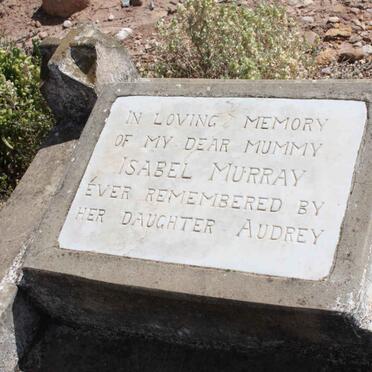 IN LOVING MEMORY
OF MY DEAR MUMMY
ISABEL MURRAY
EVER REMEMBERED BY
HER DAUGHTER AUDREY